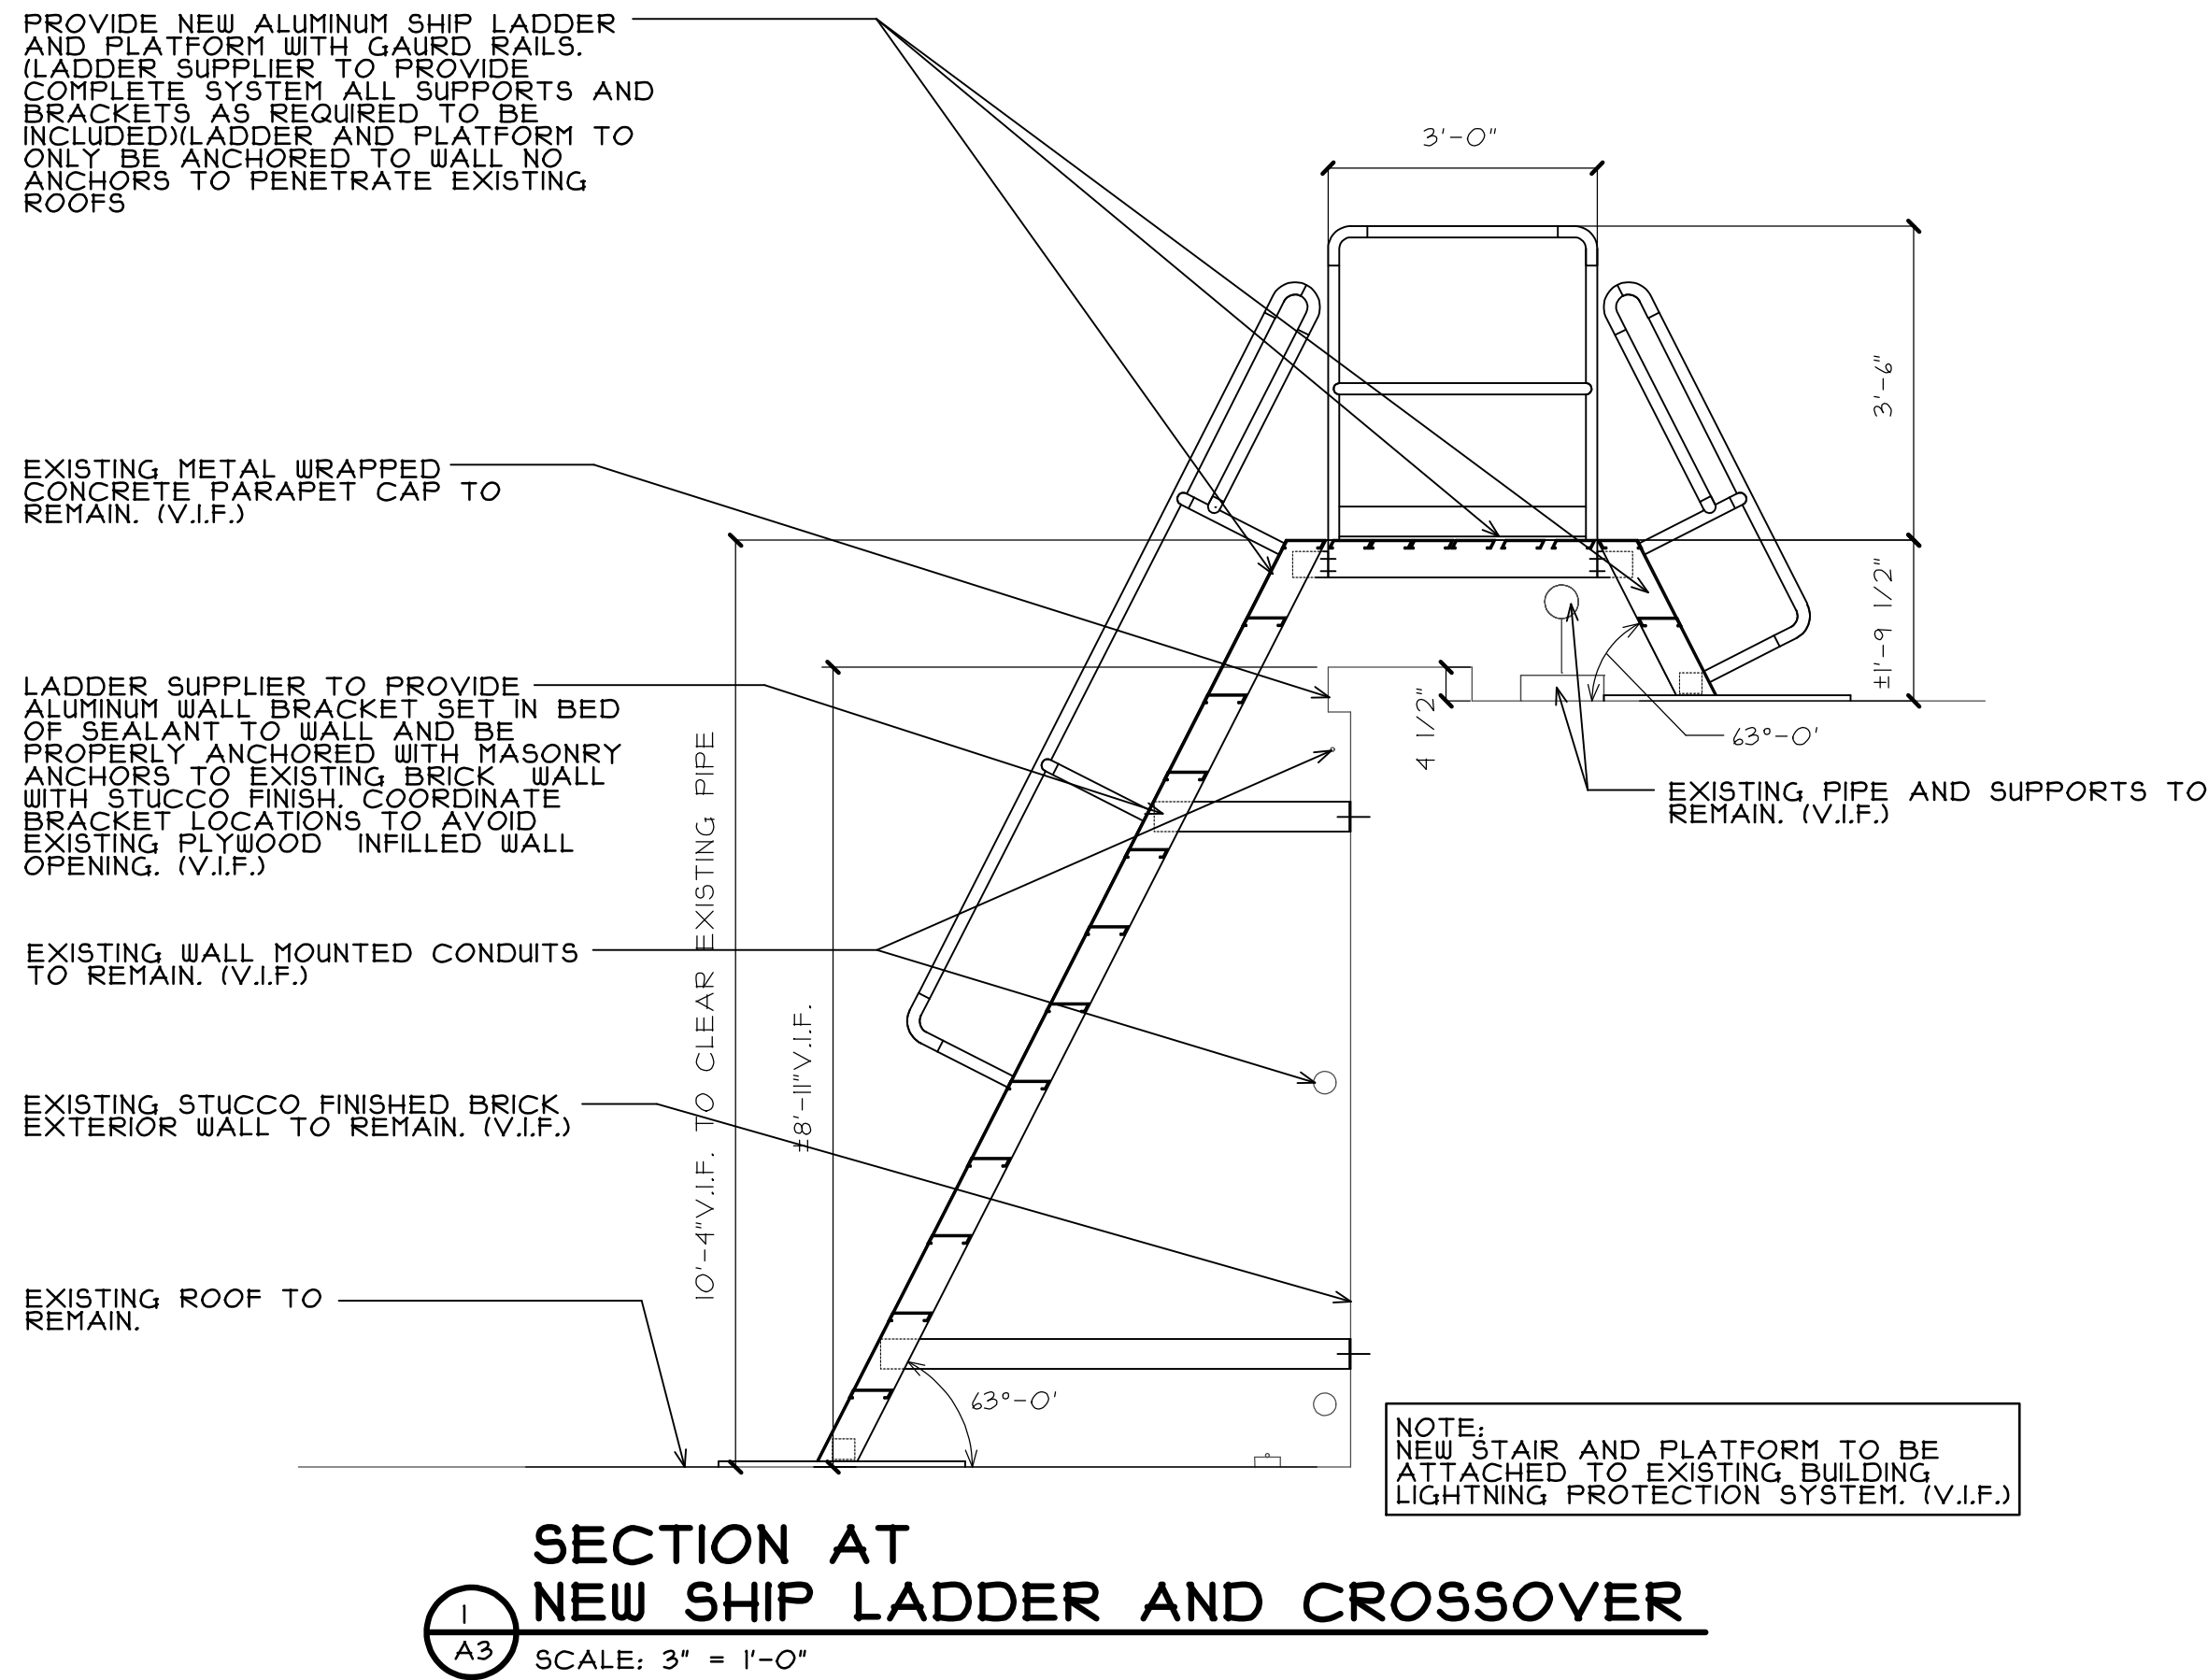 PROVIDE NEW ALUMINUM SHIP LADDER
AND PLATFORM WITH GAURD RAILS.
(LADDER SUPPLIER TO PROVIDE
COMPLETE SYSTEM ALL SUPPORTS AND
BRACKETS AS REQUIRED TO BE
INCLUDED)(LADDER AND PLATFORM TO
ONLY BE ANCHORED TO WALL NO
ANCHORS TO PENETRATE EXISTING
ROOFS
3'-0"
3'-6"
EXISTING METAL WRAPPED
CONCRETE PARAPET CAP TO
REMAIN. (V.I.F.)
±1'-9 1/2"
4 1/2"
63°-0'
LADDER SUPPLIER TO PROVIDE
ALUMINUM WALL BRACKET SET IN BED
OF SEALANT TO WALL AND BE
PROPERLY ANCHORED WITH MASONRY
ANCHORS TO EXISTING BRICK WALL
WITH STUCCO FINISH. COORDINATE
BRACKET LOCATIONS TO AVOID
EXISTING PLYWOOD INFILLED WALL
OPENING. (V.I.F.)
EXISTING PIPE AND SUPPORTS TO
REMAIN. (V.I.F.)
10'-4"V.I.F. TO CLEAR EXISTING PIPE
±8'-11"V.I.F.
EXISTING WALL MOUNTED CONDUITS
TO REMAIN. (V.I.F.)
EXISTING STUCCO FINISHED BRICK
EXTERIOR WALL TO REMAIN. (V.I.F.)
EXISTING ROOF TO
REMAIN.
63°-0'
NOTE:
NEW STAIR AND PLATFORM TO BE
ATTACHED TO EXISTING BUILDING
LIGHTNING PROTECTION SYSTEM. (V.I.F.)
SECTION AT
NEW SHIP LADDER AND CROSSOVER
1
A3
SCALE: 3" = 1'-0"